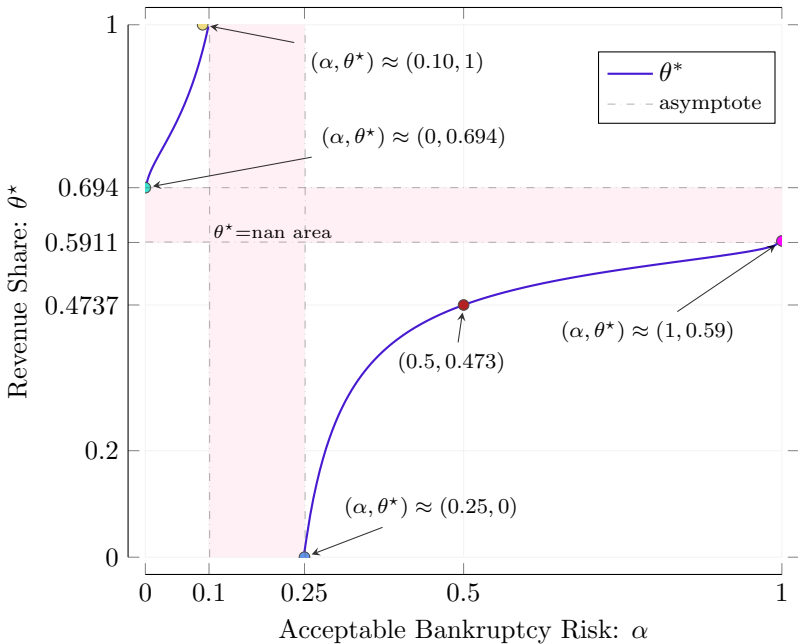 1
(α, θ⋆) ≈ (0.10, 1)
θ*
asymptote
(α, θ⋆) ≈ (0, 0.694)
0.694
θ⋆=nan area
0.5911
0.4737
(α, θ⋆) ≈ (1, 0.59)
(0.5, 0.473)
0.2
(α, θ⋆) ≈ (0.25, 0)
0
0 0.1 0.25 0.5 1
Acceptable Bankruptcy Risk: α
Revenue Share: θ⋆